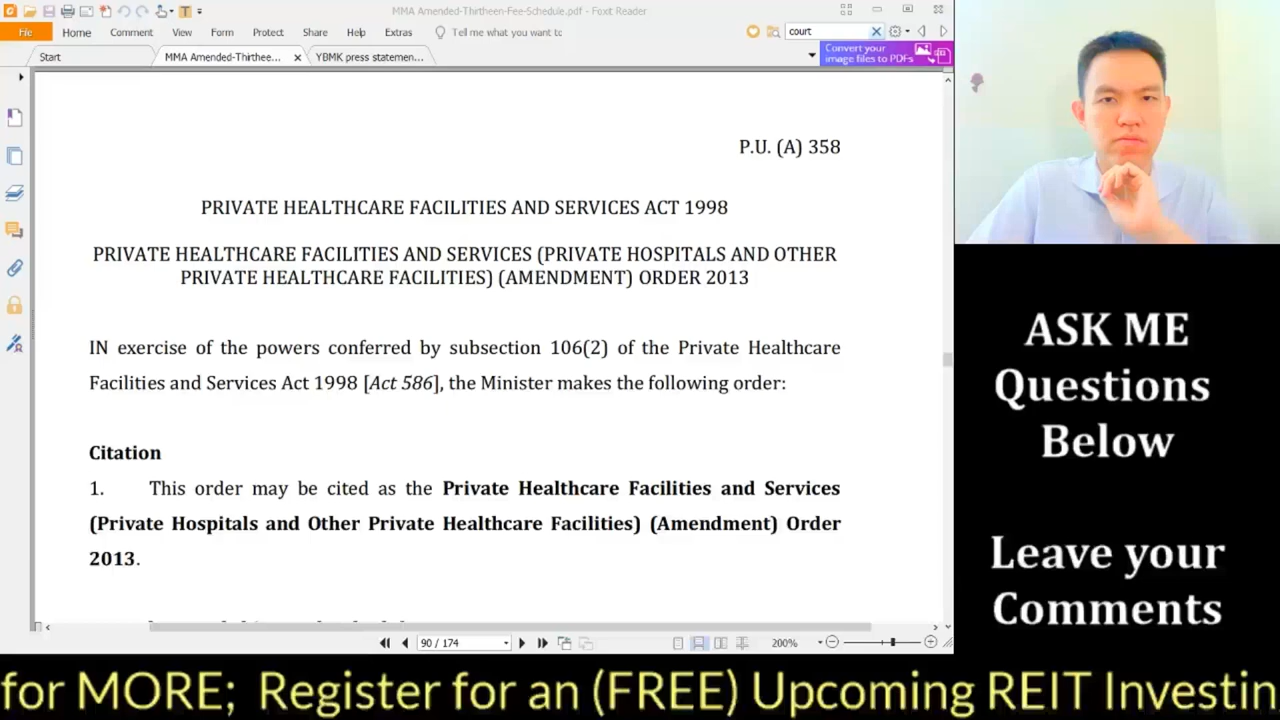 MMA Amended-Thirtheen-Fee-Schedule.pdf - Foxit Reader
File Home Comment View Form Protect Share Help Extras Tell me what you want to court
Start MMA Amended-Thirthee... YBMK press statemen...
Convert your
image files to PDFs
P.U. (A) 358
PRIVATE HEALTHCARE FACILITIES AND SERVICES ACT 1998
PRIVATE HEALTHCARE FACILITIES AND SERVICES (PRIVATE HOSPITALS AND OTHER
PRIVATE HEALTHCARE FACILITIES) (AMENDMENT) ORDER 2013
IN exercise of the powers conferred by subsection 106(2) of the Private Healthcare
Facilities and Services Act 1998 [Act 586], the Minister makes the following order:
Citation
1. This order may be cited as the Private Healthcare Facilities and Services
(Private Hospitals and Other Private Healthcare Facilities) (Amendment) Order
2013.
90 / 174
200%
ASK ME
Questions
Below
Leave your
Comments
for MORE; Register for an (FREE) Upcoming REIT Investin